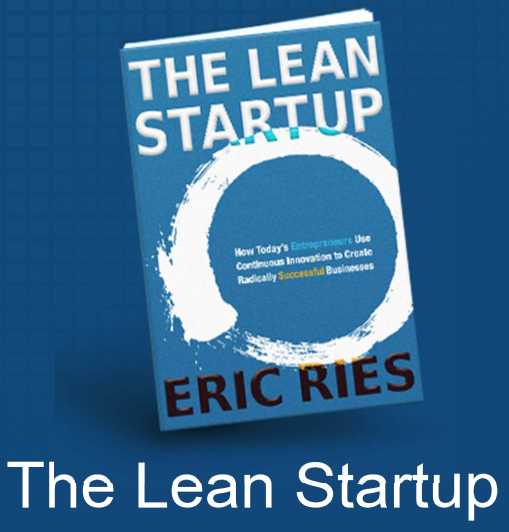 THE LEAN
STARTUP
How Today's Entrepreneurs Use
Continuous Innovation to Create
Radically Successful Businesses
ERIC RIES
The Lean Startup